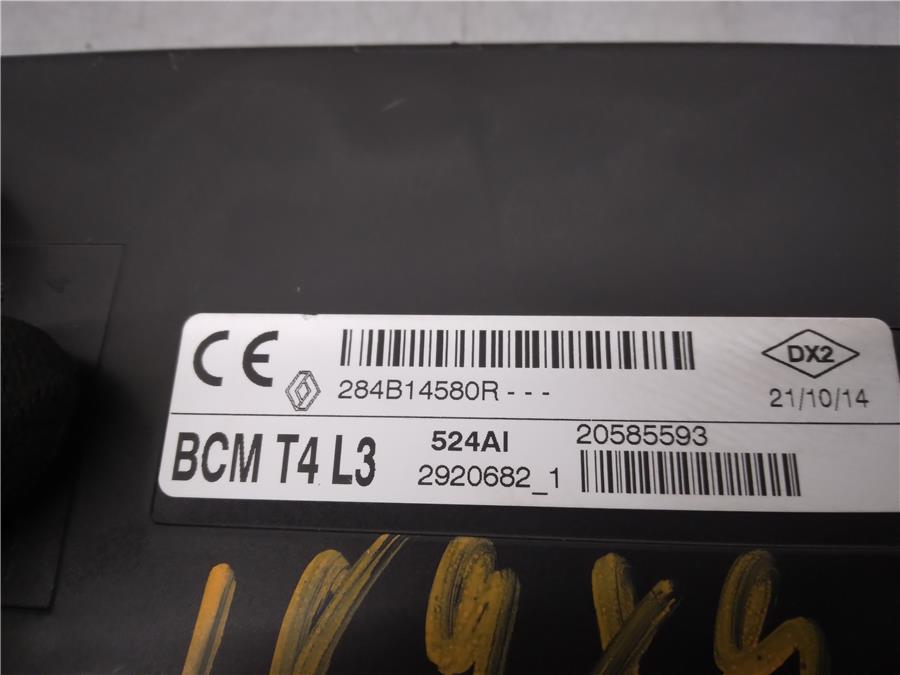 CE
284B14580R---
DX2
21/10/14
BCM T4 L3
524AI
20585593
2920682_1